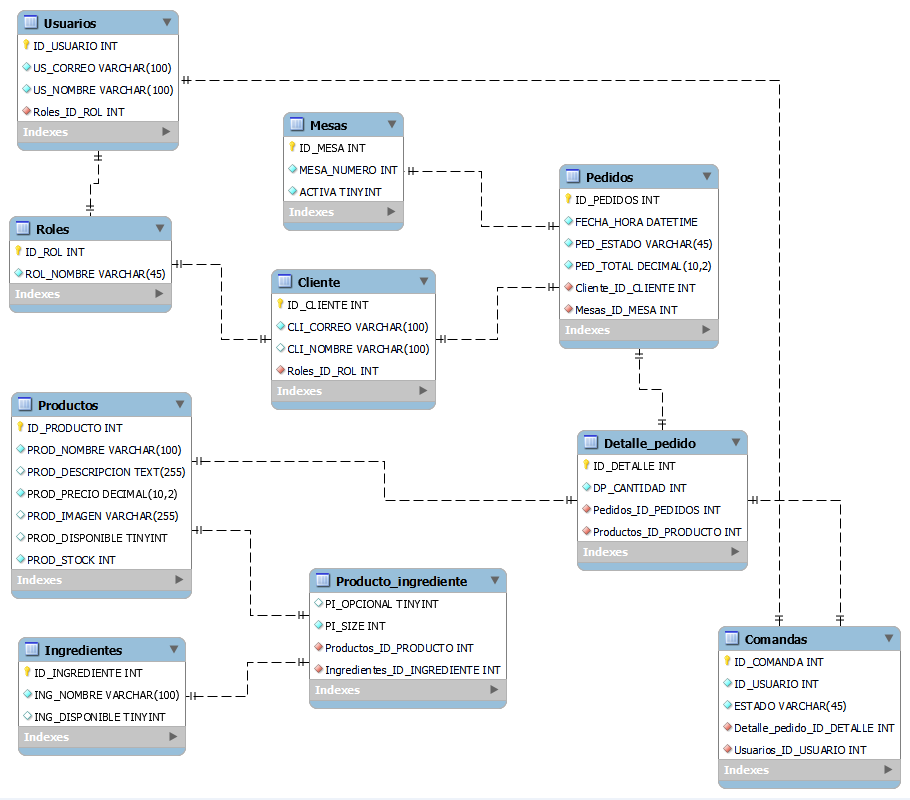 Usuarios
ID_USUARIO INT
US_CORREO VARCHAR(100)
US_NOMBRE VARCHAR(100)
Roles_ID_ROL INT
Indexes
Mesas
ID_MESA INT
MESA_NUMERO INT
ACTIVA TINYINT
Indexes
Pedidos
ID_PEDIDOS INT
FECHA_HORA DATETIME
PED_ESTADO VARCHAR(45)
PED_TOTAL DECIMAL(10,2)
Cliente_ID_CLIENTE INT
Mesas_ID_MESA INT
Indexes
Roles
ID_ROL INT
ROL_NOMBRE VARCHAR(45)
Indexes
Cliente
ID_CLIENTE INT
CLI_CORREO VARCHAR(100)
CLI_NOMBRE VARCHAR(100)
Roles_ID_ROL INT
Indexes
Productos
ID_PRODUCTO INT
PROD_NOMBRE VARCHAR(100)
PROD_DESCRIPCION TEXT(255)
PROD_PRECIO DECIMAL(10,2)
PROD_IMAGEN VARCHAR(255)
PROD_DISPONIBLE TINYINT
PROD_STOCK INT
Indexes
Detalle_pedido
ID_DETALLE INT
DP_CANTIDAD INT
Pedidos_ID_PEDIDOS INT
Productos_ID_PRODUCTO INT
Indexes
Producto_ingrediente
PI_OPCIONAL TINYINT
PI_SIZE INT
Productos_ID_PRODUCTO INT
Ingredientes_ID_INGREDIENTE INT
Indexes
Ingredientes
ID_INGREDIENTE INT
ING_NOMBRE VARCHAR(100)
ING_DISPONIBLE TINYINT
Indexes
Comandas
ID_COMANDA INT
ID_USUARIO INT
ESTADO VARCHAR(45)
Detalle_pedido_ID_DETALLE INT
Usuarios_ID_USUARIO INT
Indexes